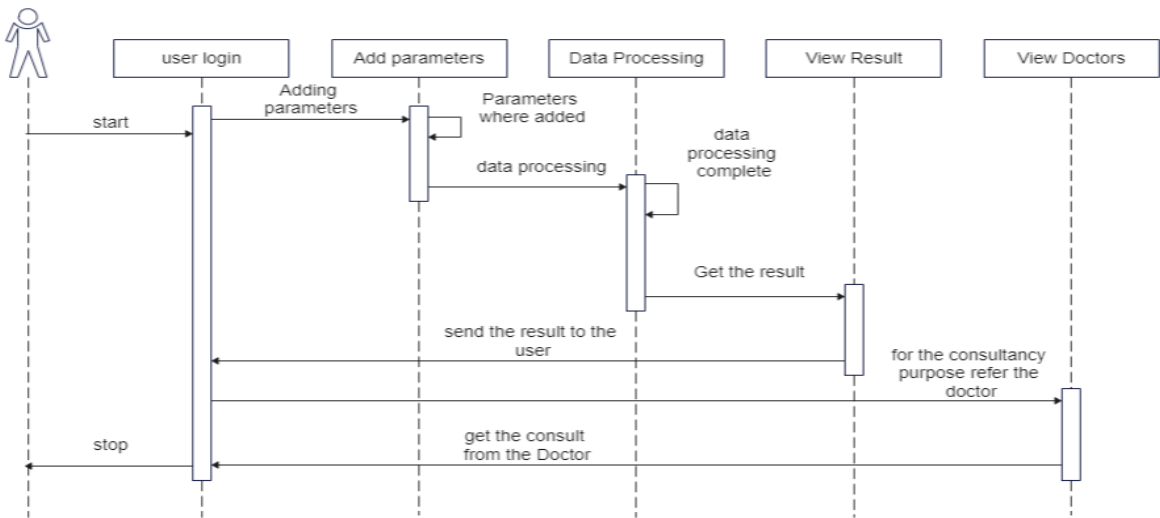 user login
Add parameters
Data Processing
View Result
View Doctors
Adding
parameters
Parameters
where added
start
data
processing
complete
data processing
Get the result
send the result to the
user
for the consultancy
purpose refer the
doctor
get the consult
from the Doctor
stop